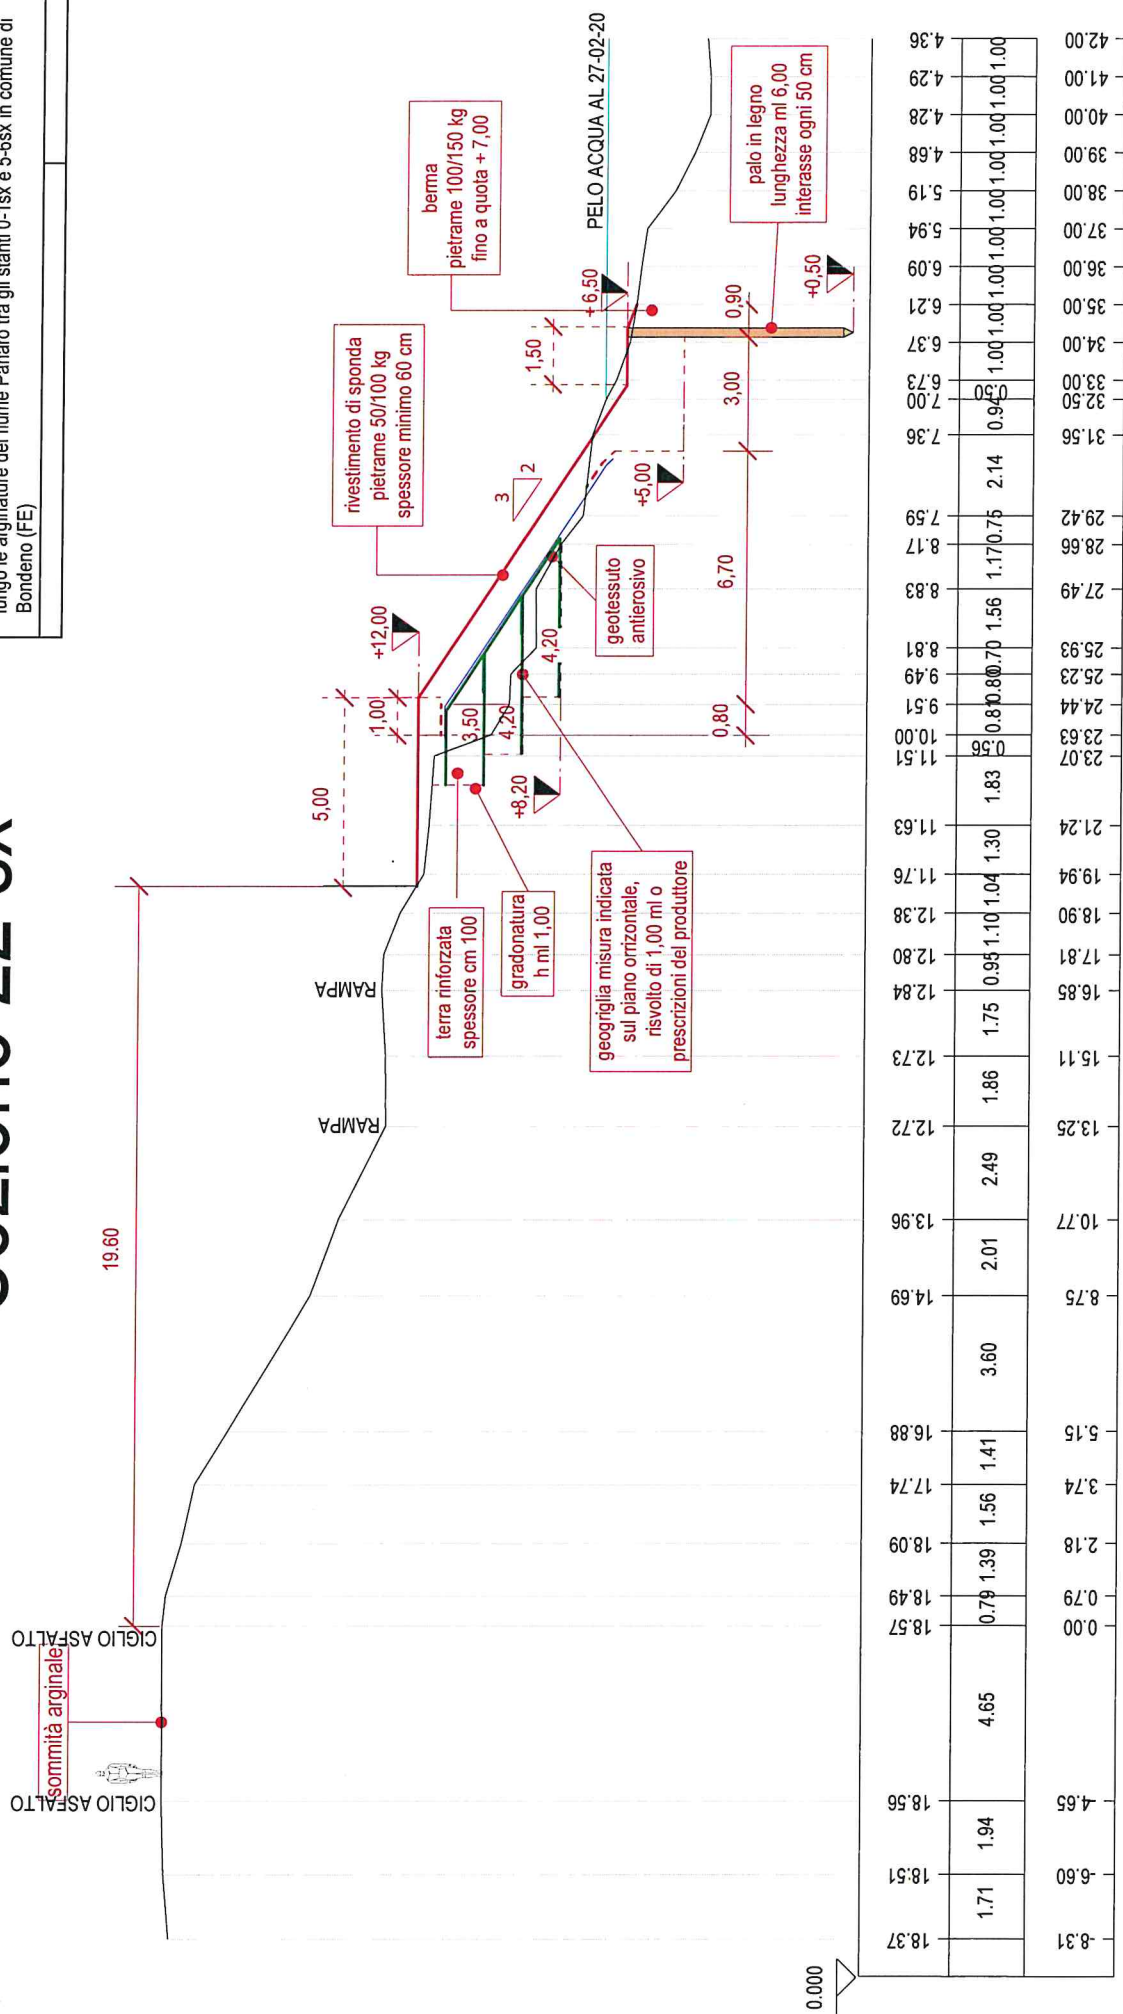 lungo le arginature del fiume Panaro tra gli stanti 0-1sx e 5-6sx in comune di
Bondeno (FE)
sommità arginale
CIGLIO ASFALTO
CIGLIO ASFALTO
19.60
RAMPA
RAMPA
5,00
1,00
+12,00
rivestimento di sponda
pietrame 50/100 kg
spessore minimo 60 cm
3
2
berma
pietrame 100/150 kg
fino a quota + 7,00
1,50
+6,50
PELO ACQUA AL 27-02-20
terra rinforzata
spessore cm 100
gradonatura
h ml 1,00
3,50
4,20
4,20
+8,20
geotessuto
antierosivo
+5,00
geogriglia misura indicata
sul piano orrizontale,
risvolto di 1,00 ml o
prescrizioni del produttore
0,80
6,70
3,00
0,90
palo in legno
lunghezza ml 6,00
interasse ogni 50 cm
+0,50
0.000
18.37 18.51 18.56 18.57 18.49 18.09 17.74 16.88 14.69 13.96 12.72 12.73 12.84 12.80 12.38 11.76 11.63 11.51 10.00 9.51 9.49 8.81 8.83 8.17 7.59 7.36 7.00 6.73 6.37 6.21 6.09 5.94 5.19 4.68 4.28 4.29 4.36
1.71 1.94 4.65 0.79 1.39 1.56 1.41 3.60 2.01 2.49 1.86 1.75 0.95 1.10 1.04 1.30 1.83 0.56 0.81 0.80 0.70 1.56 1.17 0.75 2.14 0.94 0.50 1.00 1.00 1.00 1.00 1.00 1.00 1.00 1.00 1.00
-8.31 -6.60 -4.65 0.00 0.79 2.18 3.74 5.15 8.75 10.77 13.25 15.11 16.85 17.81 18.90 19.94 21.24 23.07 23.63 24.44 25.23 25.93 27.49 28.66 29.42 31.56 32.50 33.00 34.00 35.00 36.00 37.00 38.00 39.00 40.00 41.00 42.00